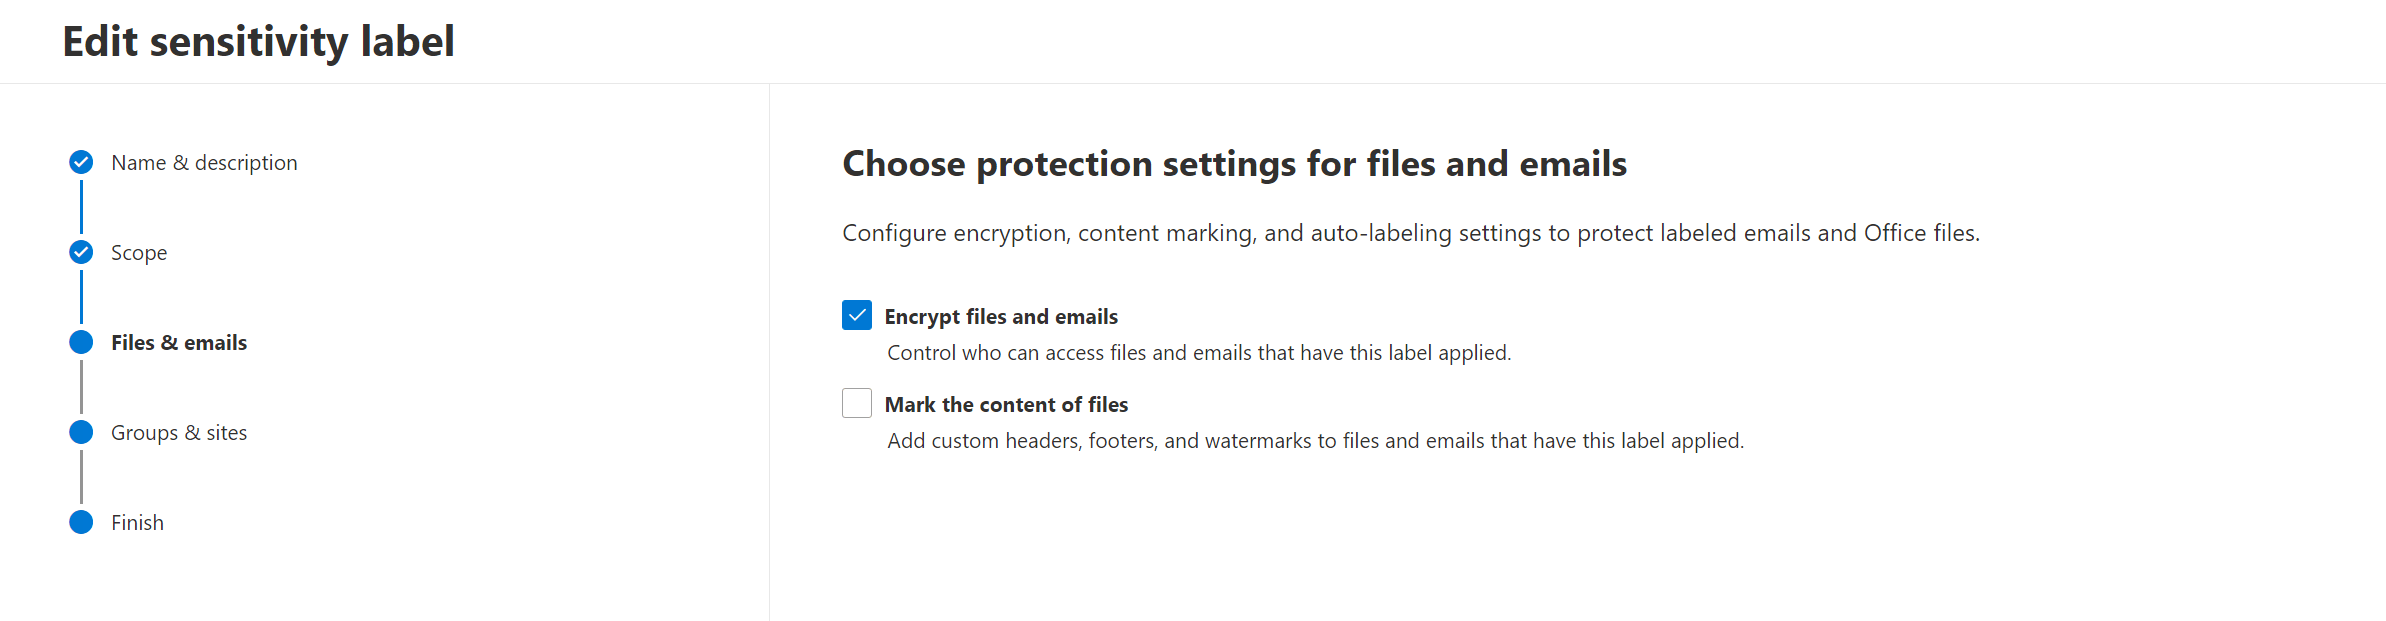 Edit sensitivity label
Name & description
Scope
Files & emails
Groups & sites
Finish
Choose protection settings for files and emails
Configure encryption, content marking, and auto-labeling settings to protect labeled emails and Office files.
Encrypt files and emails
Control who can access files and emails that have this label applied.
Mark the content of files
Add custom headers, footers, and watermarks to files and emails that have this label applied.